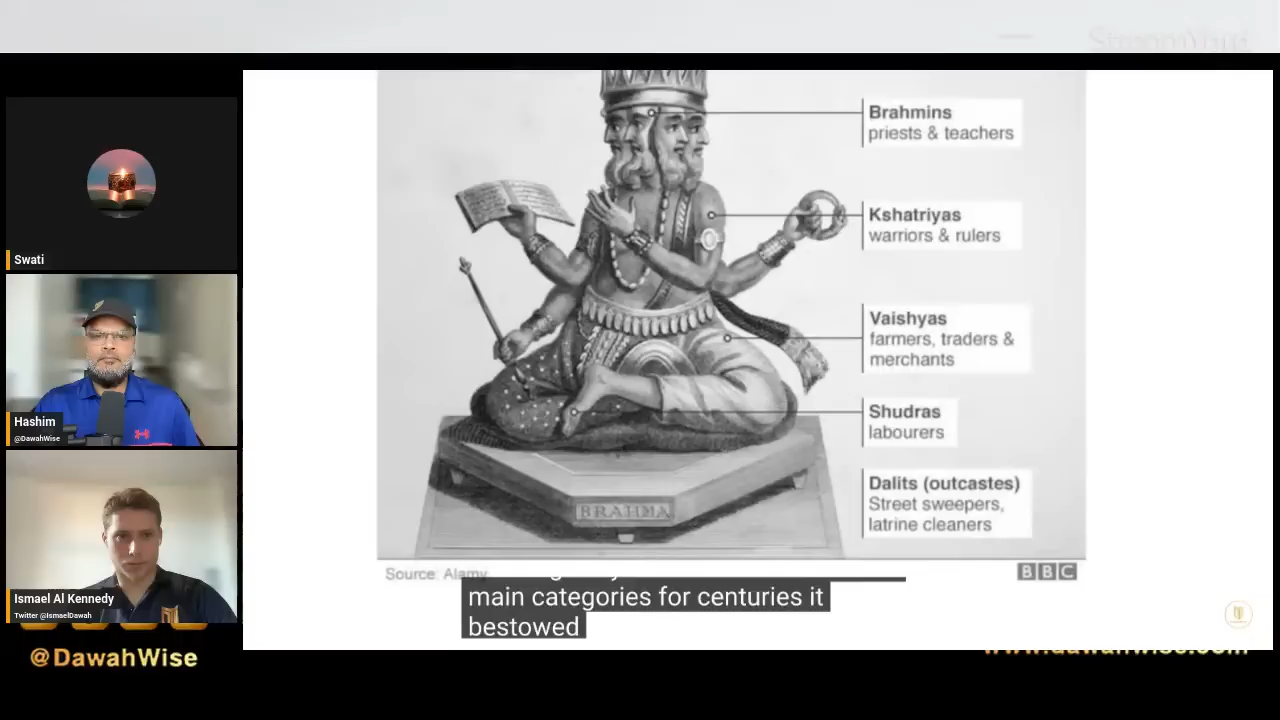 StreamYard
Swati
Hashim
@DawahWise
Ismael Al Kennedy
Twitter @IsmaelDawah
@DawahWise
Brahmins
priests & teachers
Kshatriyas
warriors & rulers
Vaishyas
farmers, traders &
merchants
Shudras
labourers
Dalits (outcastes)
Street sweepers,
latrine cleaners
BRAHMA
Source: Alamy
BBC
main categories for centuries it
bestowed
www.dawahwise.com